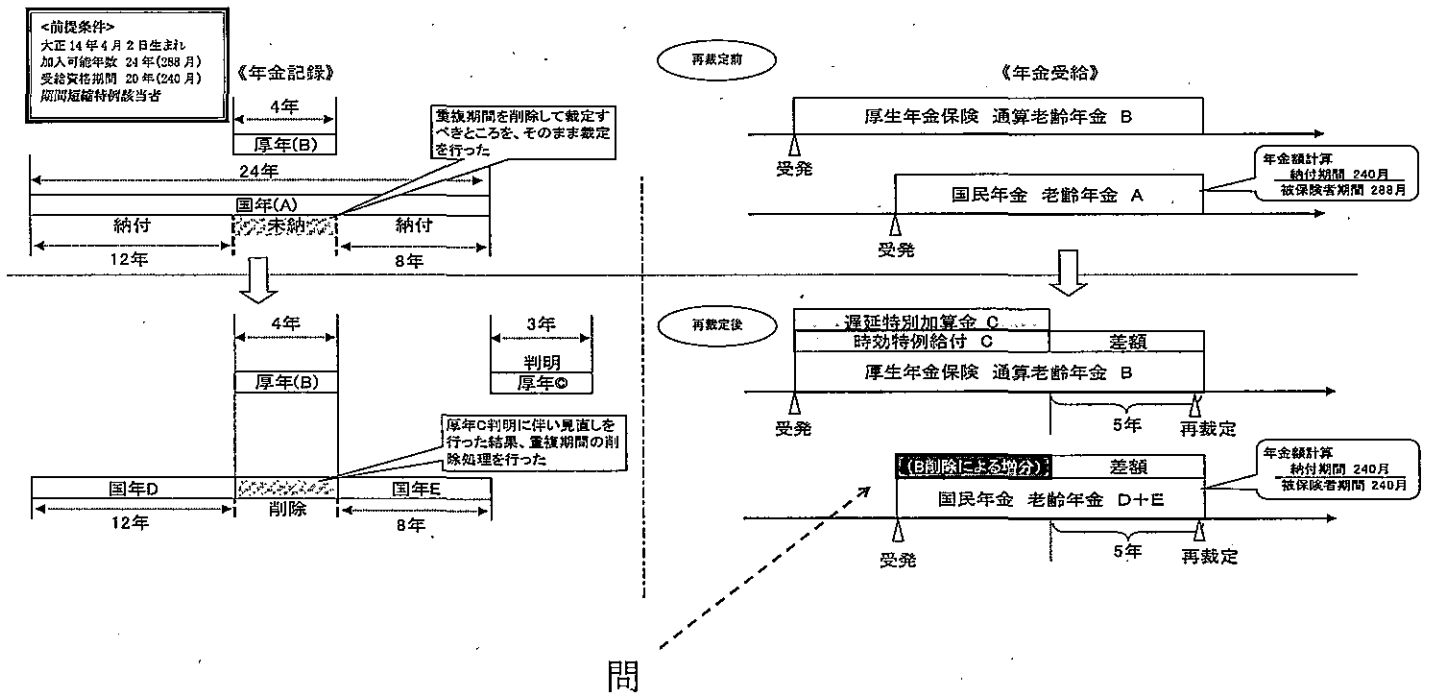 <前提条件>
大正14年4月2日生まれ
加入可能年数 24年(288月)
受給資格期間 20年(240月)
期間短縮特例該当者
《年金記録》
4年
厚年(B)
重複期間を削除して裁定す
べきところを、そのまま裁定
を行った
24年
国年(A)
納付
未納
納付
12年
8年
再裁定前
《年金受給》
厚生年金保険 通算老齢年金 B
受発
国民年金 老齢年金 A
受発
年金額計算
納付期間 240月
被保険者期間 288月
4年
3年
判明
厚年(B)
厚年©
厚年C判明に伴い見直しを
行った結果、重複期間の削
除処理を行った
国年D
国年E
12年
削除
8年
再裁定後
遅延特別加算金 C
時効特例給付 C
差額
厚生年金保険 通算老齢年金 B
受発
5年
再裁定
(B削除による増分)
差額
国民年金 老齢年金 D+E
受発
5年
再裁定
年金額計算
納付期間 240月
被保険者期間 240月
問